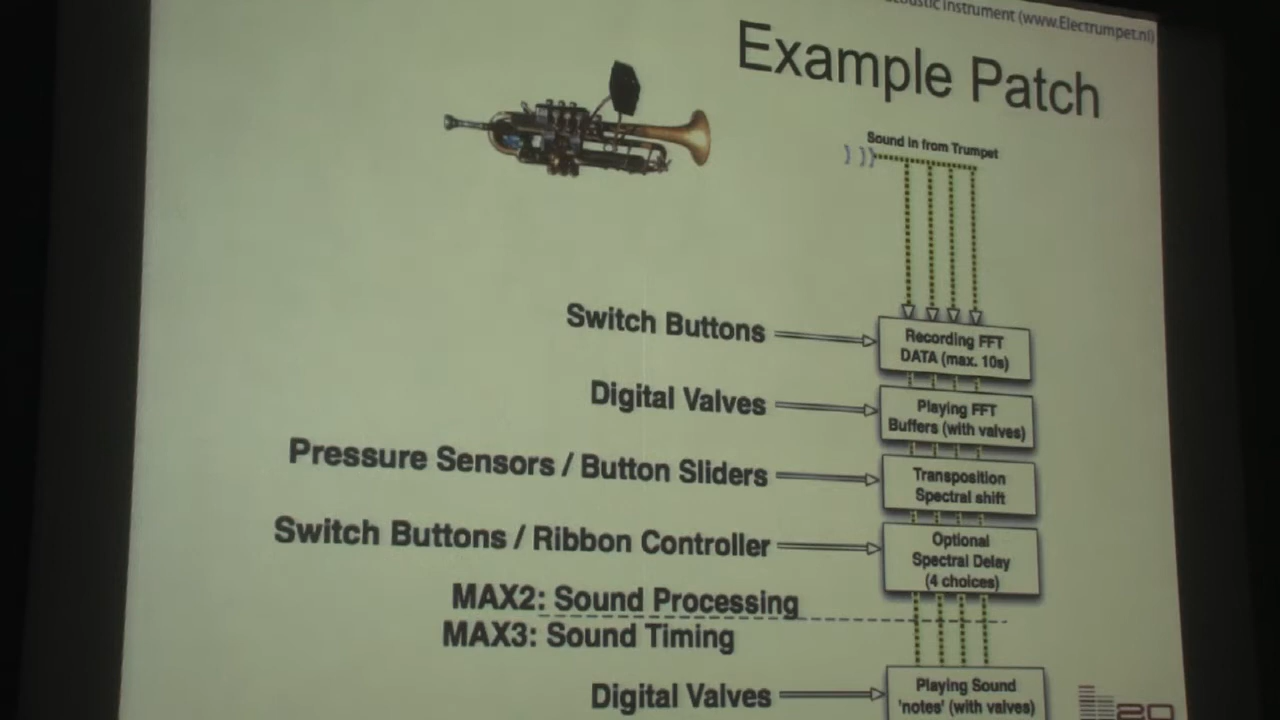 Instrument (www.Electrumpet.nl)
Example Patch
Sound in from Trumpet
Switch Buttons
Recording FFT
DATA (max. 10s)
Digital Valves
Playing FFT
Buffers (with valves)
Pressure Sensors / Button Sliders
Transposition
Spectral shift
Switch Buttons / Ribbon Controller
Optional
Spectral Delay
(4 choices)
MAX2: Sound Processing
MAX3: Sound Timing
Digital Valves
Playing Sound
'notes' (with valves)